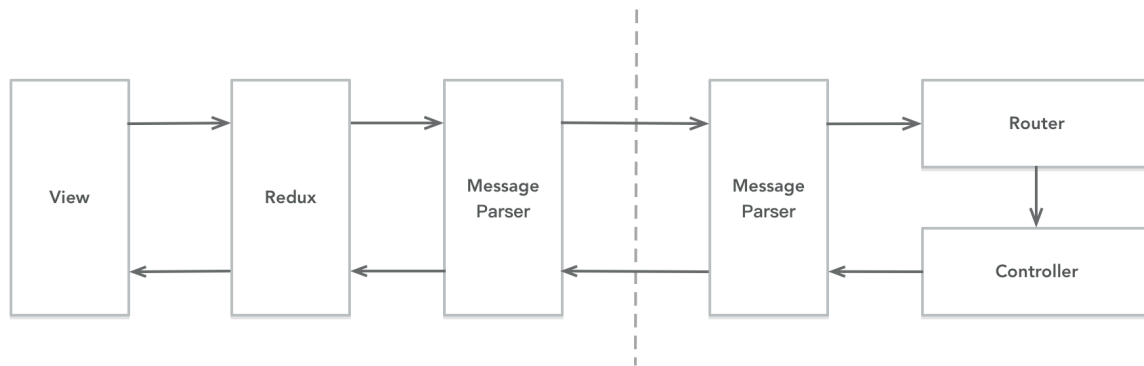 View
Redux
Message
Parser
Message
Parser
Router
Controller